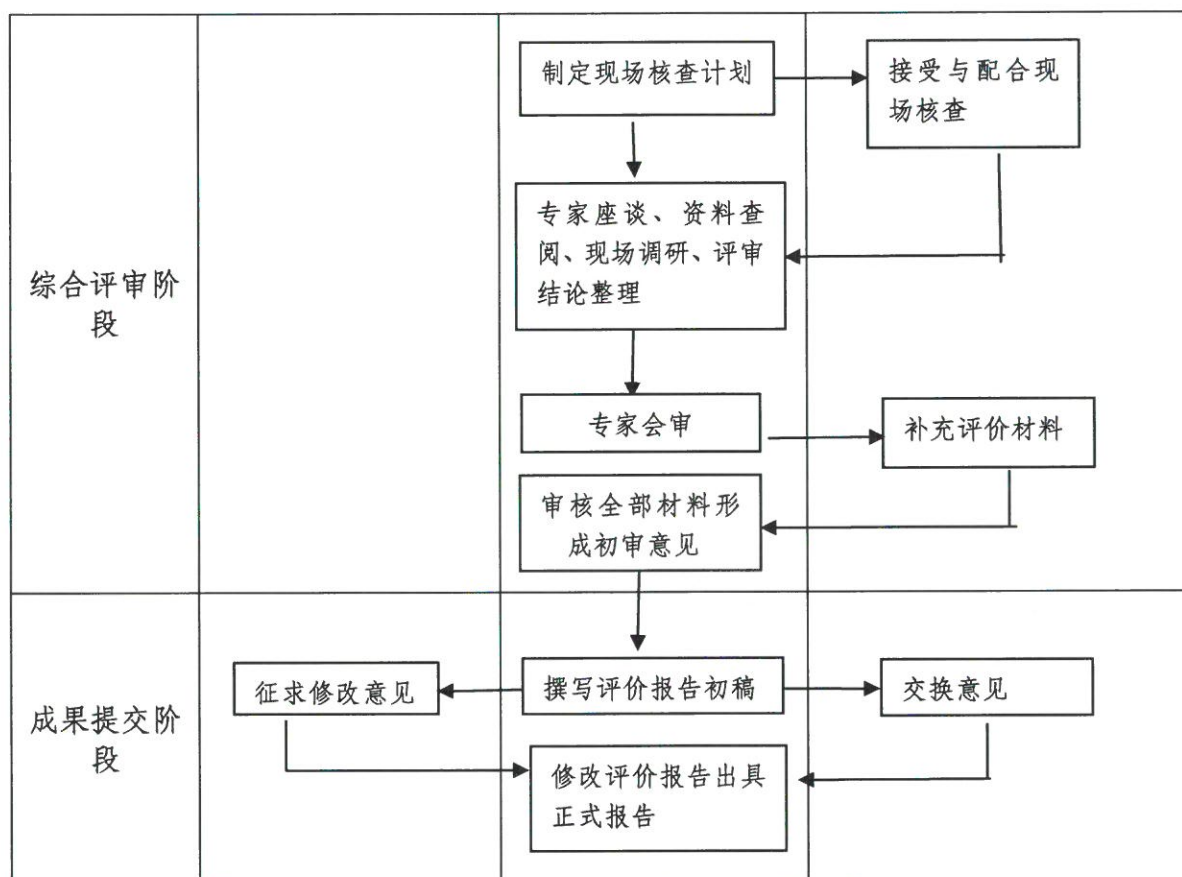 制定现场核查计划
接受与配合现
场核查
专家座谈、资料查
阅、现场调研、评审
结论整理
综合评审阶
段
专家会审
补充评价材料
审核全部材料形
成初审意见
成果提交阶
段
征求修改意见
撰写评价报告初稿
交换意见
修改评价报告出具
正式报告